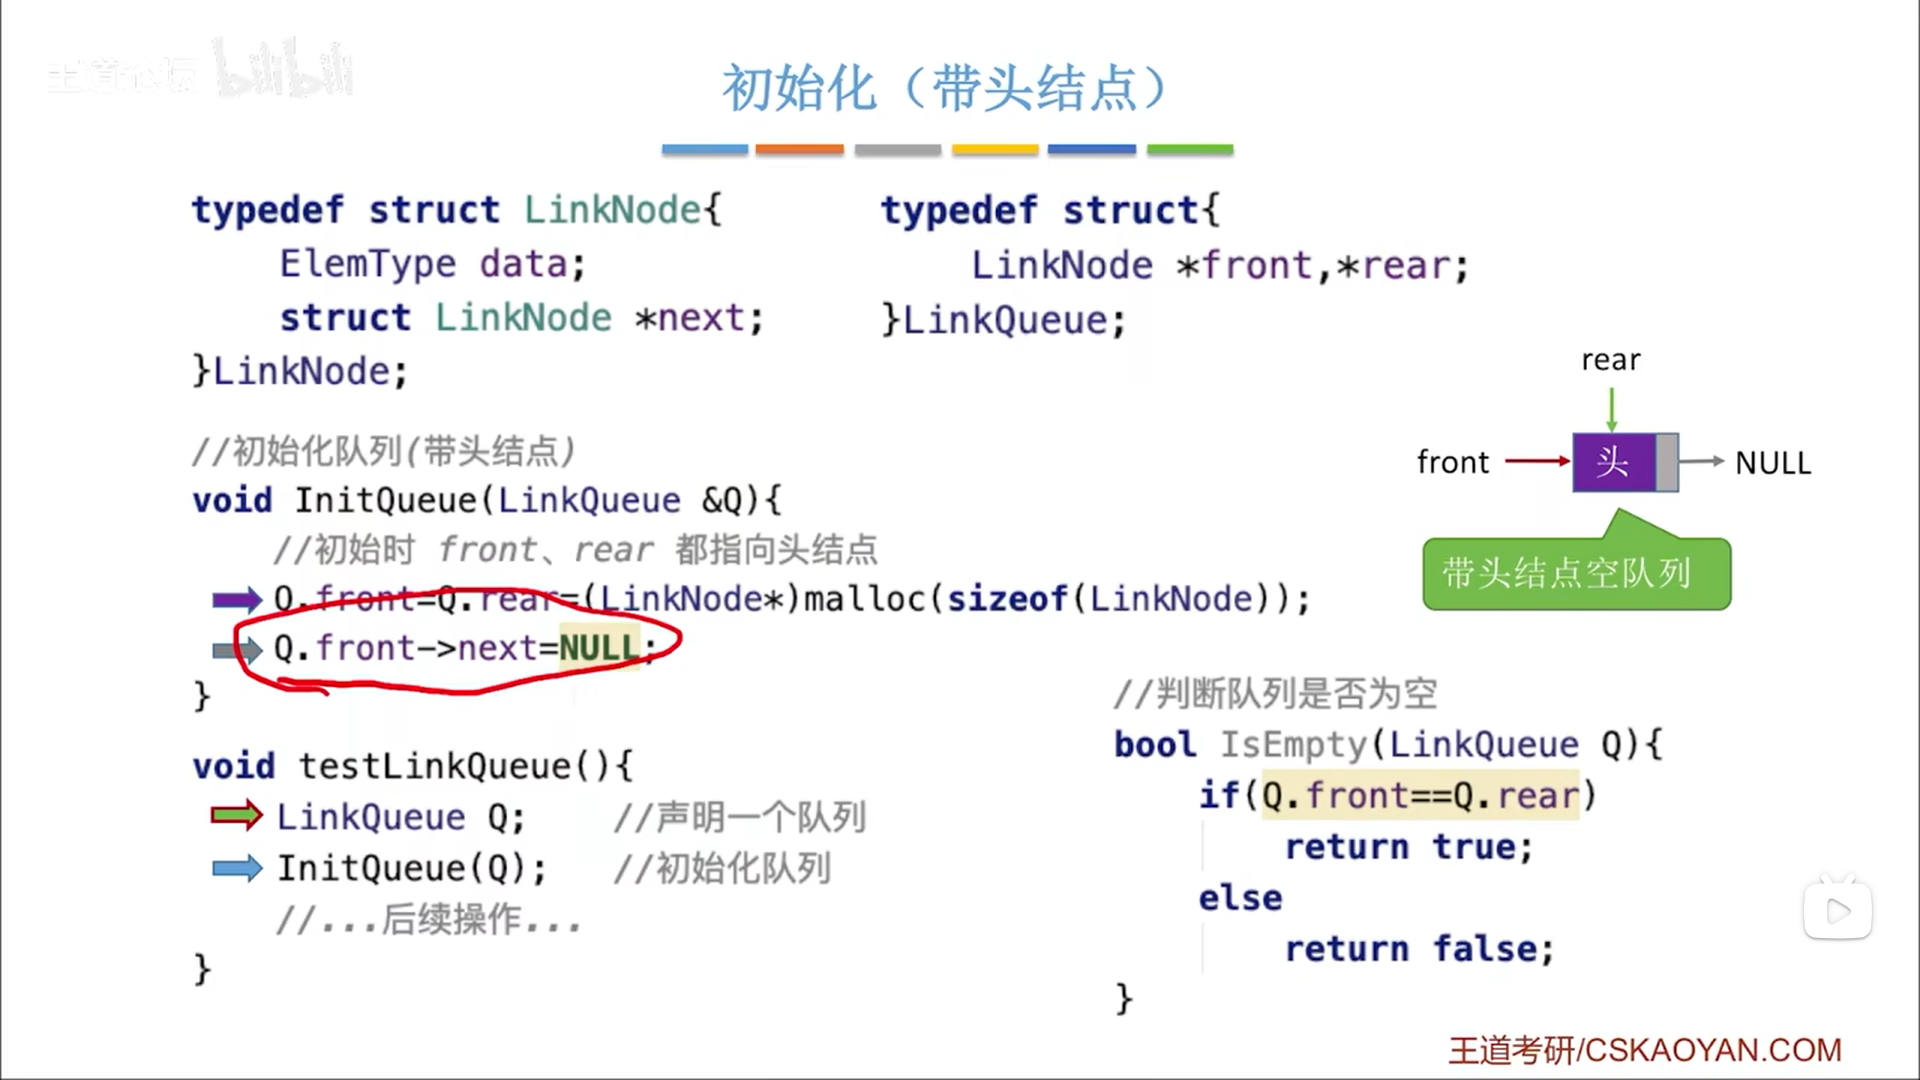 王道论坛 bilibili
初始化（带头结点）
typedef struct LinkNode{
ElemType data;
struct LinkNode *next;
}LinkNode;
typedef struct{
LinkNode *front,*rear;
}LinkQueue;
//初始化队列(带头结点)
void InitQueue(LinkQueue &Q){
//初始时 front、rear 都指向头结点
Q.front=Q.rear=(LinkNode*)malloc(sizeof(LinkNode));
Q.front->next=NULL;
}
void testLinkQueue(){
LinkQueue Q; //声明一个队列
InitQueue(Q); //初始化队列
//...后续操作...
}
rear
front
头
NULL
带头结点空队列
//判断队列是否为空
bool IsEmpty(LinkQueue Q){
if(Q.front==Q.rear)
return true;
else
return false;
}
王道考研/CSKAOYAN.COM